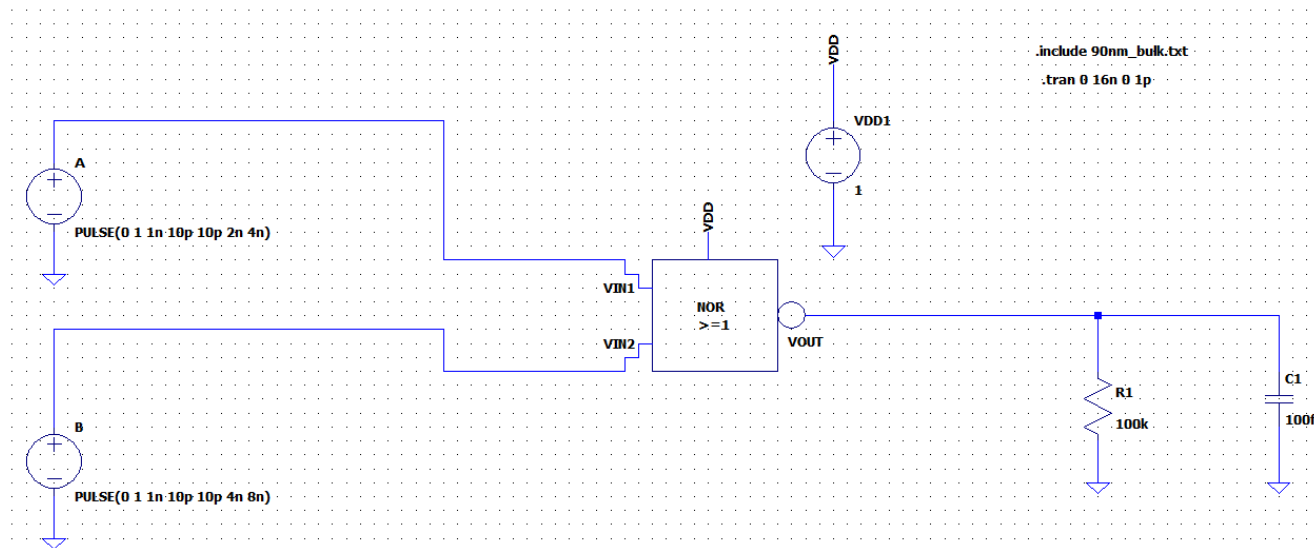 .include 90nm_bulk.txt
.tran 0 16n 0 1p
VDD
VDD1
1
A
PULSE(0 1 1n 10p 10p 2n 4n)
VDD
VIN1
NOR
>=1
VIN2
VOUT
R1
100k
C1
100f
B
PULSE(0 1 1n 10p 10p 4n 8n)